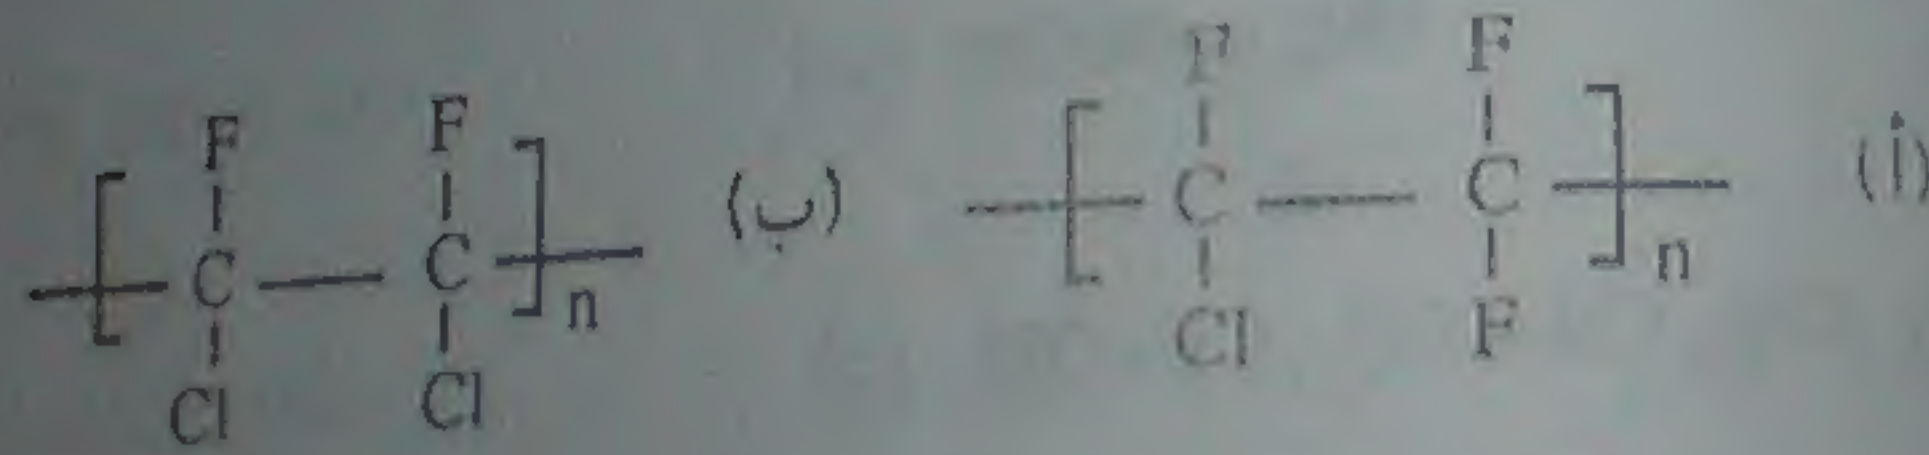 (أ) F F
[ C C ] n
Cl F
(ب) F F
[ C C ] n
Cl Cl